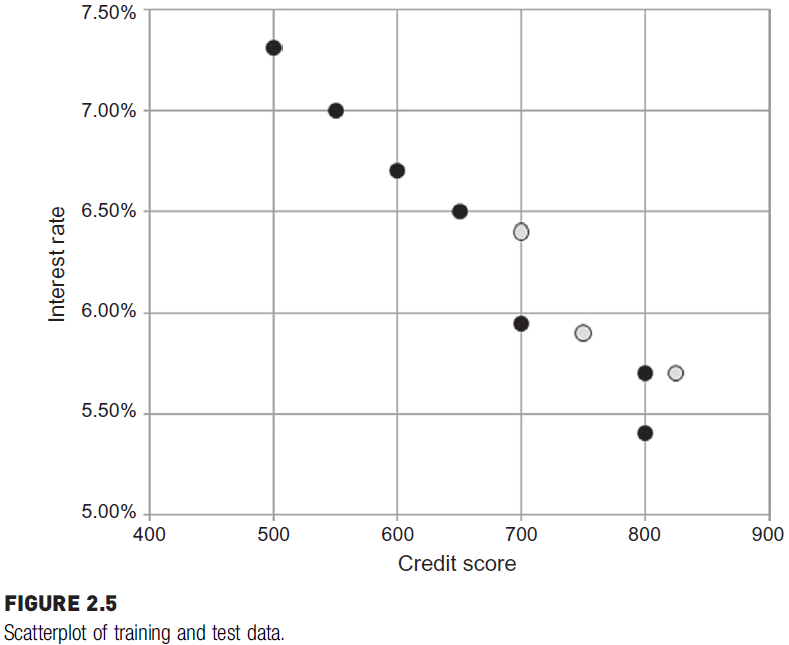 7.50%
7.00%
6.50%
6.00%
5.50%
5.00%
Interest rate
400 500 600 700 800 900
Credit score
FIGURE 2.5
Scatterplot of training and test data.